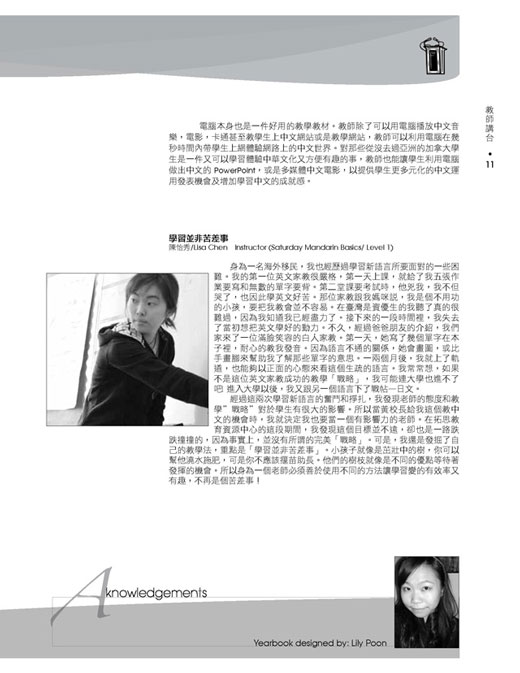 電腦本身也是一件好用的教學教材。教師除了可以用電腦播放中文音
樂，電影，卡通甚至教學生上中文網站或是教學網站，教師可以利用電腦在幾
秒時間內帶學生上網體驗網路上的中文世界。對那些從沒去過亞洲的加拿大學
生是一件又可以學習體驗中華文化又方便有趣的事，教師也能讓學生利用電腦
做出中文的 PowerPoint，或是多媒體中文電影，以提供學生更多元化的中文運
用發表機會及增加學習中文的成就感。
教師講台 • 11
學習並非苦差事
陳怡秀/Lisa Chen Instructor (Saturday Mandarin Basics/ Level 1)
身為一名海外移民，我也經歷過學習新語言所要面對的一些困
難。我的第一位英文家教很嚴格，第一天上課，就給了我五張作
業要寫和無數的單字要背。第二堂課要考試時，他兇我，我不但
哭了，也因此學英文好苦。那位家教跟我媽咪說，我是個不用功
的小孩，要把我教會並不容易。在臺灣是資優生的我聽了真的很
難過，因為我知道我已經盡力了。接下來的一段時間裡，我失去
了當初想把英文學好的動力。不久，經過爸爸朋友的介紹，我們
家來了一位滿臉笑容的白人家教。第一天，她寫了幾個單字在本
子裡，耐心的教我發音。因為語言不通的關係，她會畫圖，或比
手畫腳來幫助我了解那些單字的意思。一兩個月後，我就上了軌
道，也能夠以正面的心態來看這個生疏的語言。我常常想，如果
不是這位英文家教成功的教學「戰略」，我可能連大學也進不了
吧 進入大學以後，我又跟另一個語言下了戰帖—日文。
經過這兩次學習新語言的奮鬥和掙扎，我發現老師的態度和教
學”戰略”對於學生有很大的影響。所以當黃校長給我這個教中
文的機會時，我就決定我也要當一個有影響力的老師。在拓思教
育資源中心的這段期間，我發現這個目標並不遠，卻也是一路跌
跌撞撞的，因為事實上，並沒有所謂的完美「戰略」。可是，我還是發掘了自
己的教學法，重點是「學習並非苦差事」。小孩子就像是茁壯中的樹，你可以
幫他澆水施肥，可是你不應該揠苗助長。他們的樹枝就像是不同的優點等待著
發揮的機會。所以身為一個老師必須善於使用不同的方法讓學習變的有效率又
有趣，不再是個苦差事！
Aknowledgements
Yearbook designed by: Lily Poon